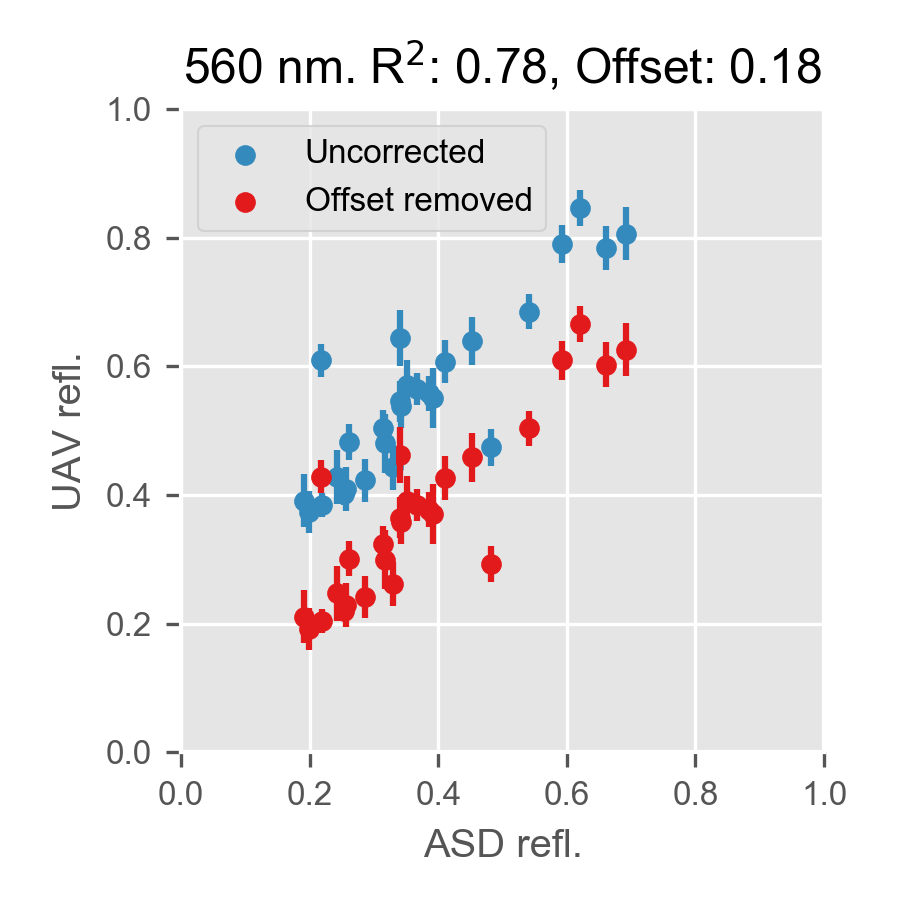 560 nm. R²: 0.78, Offset: 0.18
1.0
Uncorrected
Offset removed
0.8
0.6
UAV refl.
0.4
0.2
0.0
0.0 0.2 0.4 0.6 0.8 1.0
ASD refl.